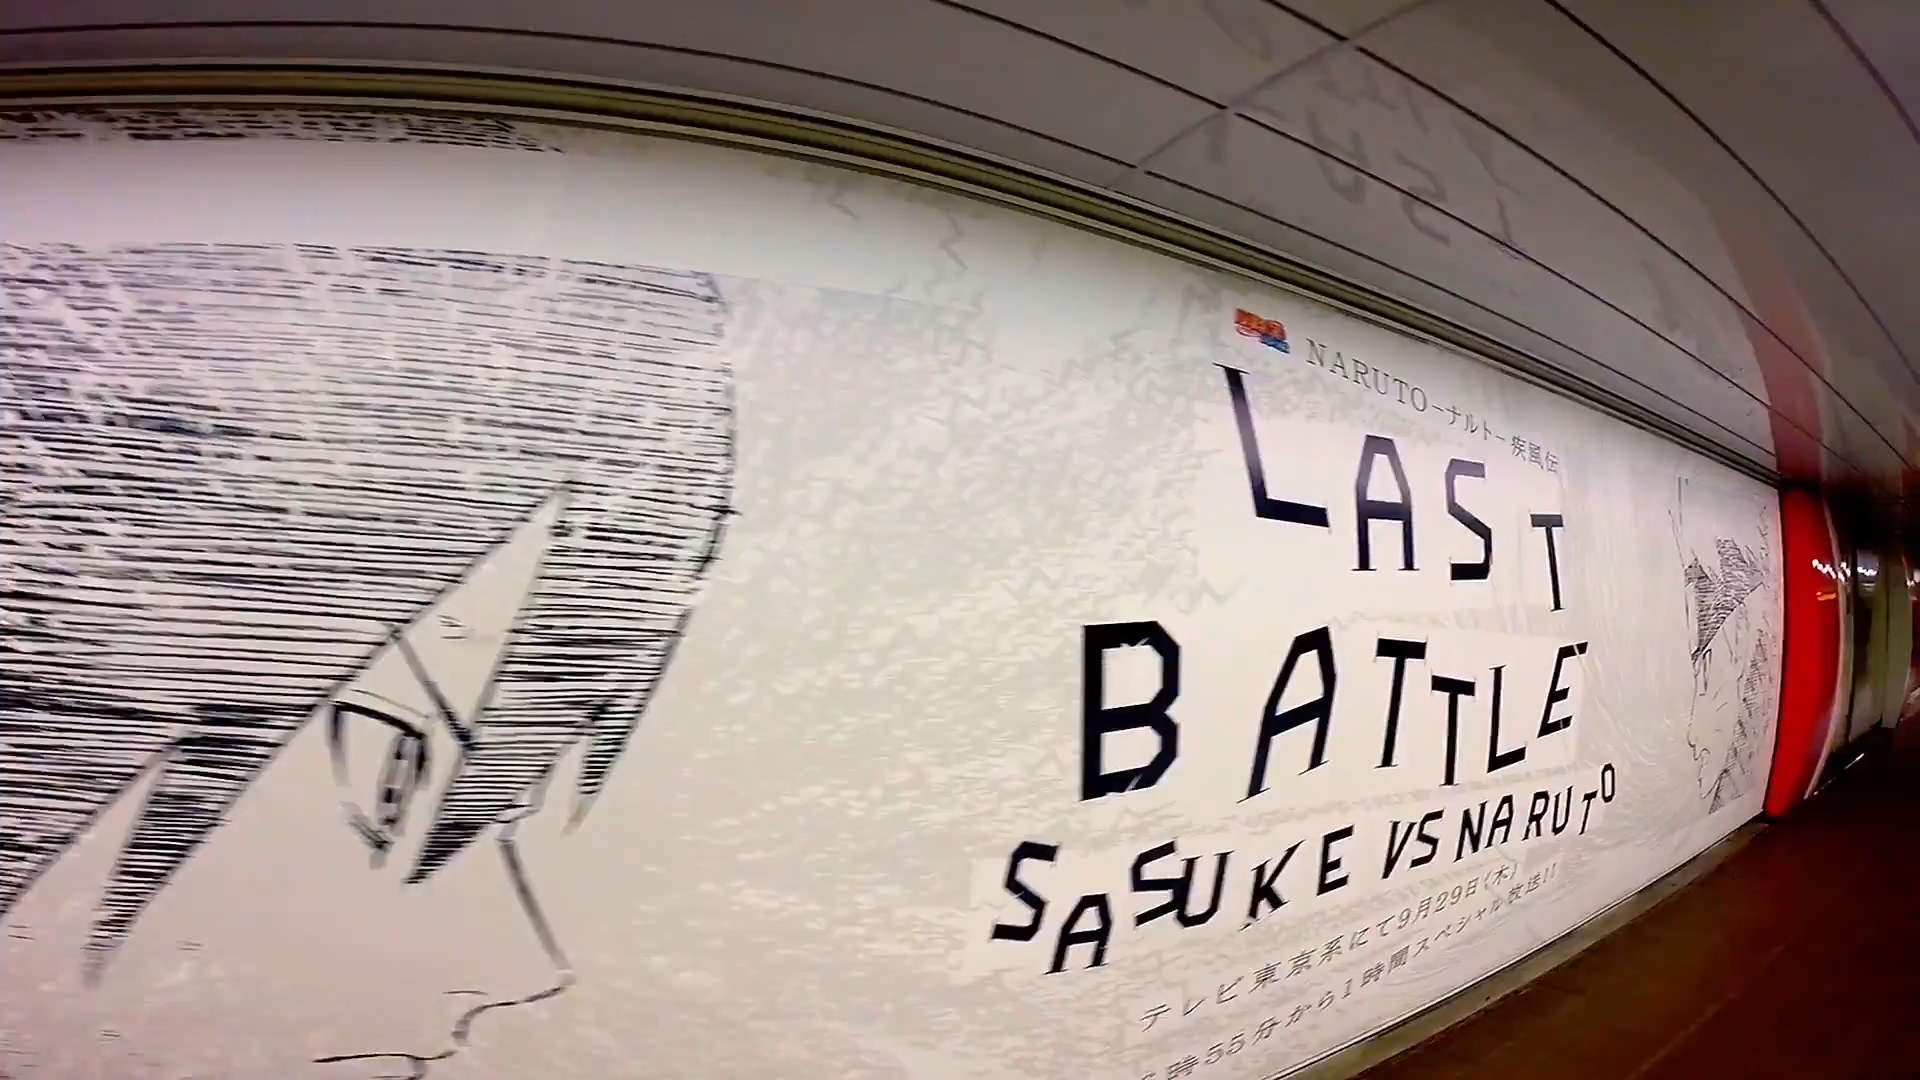 NARUTO-ナルト-疾風伝
LAST
BATTLE
SASUKE VS NARUTO
テレビ東京系にて9月29日(木)
時55分から1時間スペシャル放送!!